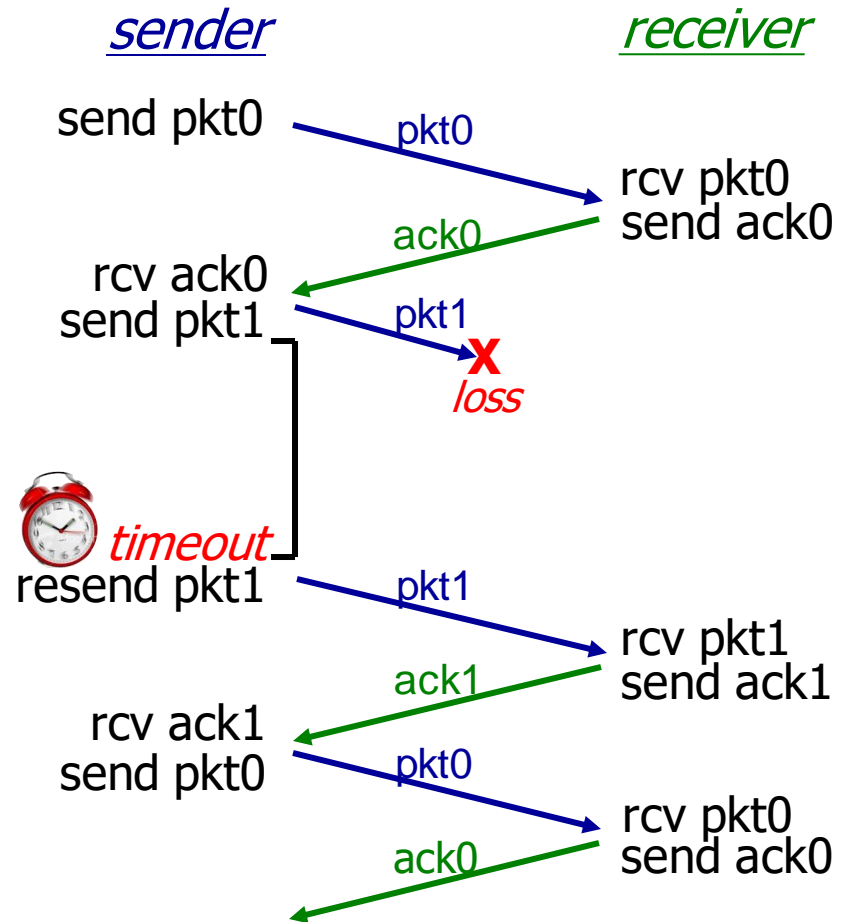 sender receiver
send pkt0
pkt0
rcv pkt0
send ack0
ack0
rcv ack0
send pkt1
pkt1
X
loss
timeout
resend pkt1
pkt1
rcv pkt1
send ack1
ack1
rcv ack1
send pkt0
pkt0
rcv pkt0
send ack0
ack0